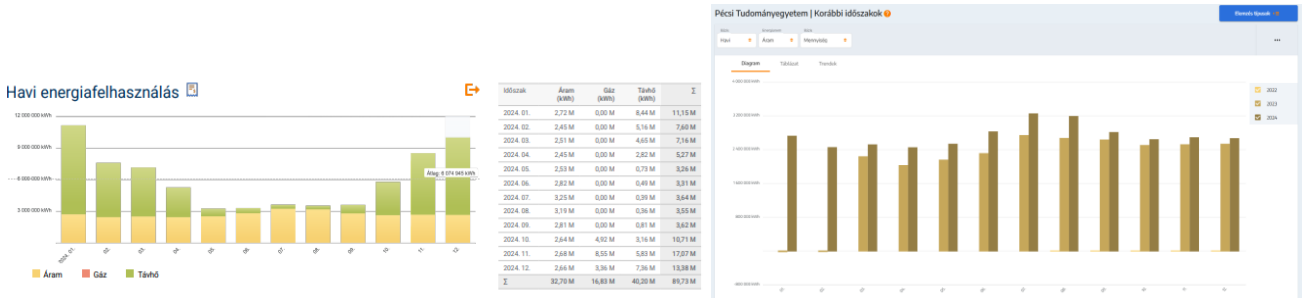 Havi energiafelhasználás
12 000 000 kWh
9 000 000 kWh
6 000 000 kWh
3 000 000 kWh
Átlag: 6 074 945 kWh
2024. 01.
02.
03.
04.
05.
06.
07.
08.
09.
10.
11.
12.
Áram
Gáz
Távhő
Időszak Áram (kWh) Gáz (kWh) Távhő (kWh) Σ
2024. 01. 2,72 M 0,00 M 8,44 M 11,15 M
2024. 02. 2,45 M 0,00 M 5,16 M 7,60 M
2024. 03. 2,51 M 0,00 M 4,65 M 7,16 M
2024. 04. 2,45 M 0,00 M 2,82 M 5,27 M
2024. 05. 2,53 M 0,00 M 0,73 M 3,26 M
2024. 06. 2,82 M 0,00 M 0,49 M 3,31 M
2024. 07. 3,25 M 0,00 M 0,39 M 3,64 M
2024. 08. 3,19 M 0,00 M 0,36 M 3,55 M
2024. 09. 2,81 M 0,00 M 0,81 M 3,62 M
2024. 10. 2,64 M 4,92 M 3,16 M 10,71 M
2024. 11. 2,68 M 8,55 M 5,83 M 17,07 M
2024. 12. 2,66 M 3,36 M 7,36 M 13,38 M
Σ 32,70 M 16,83 M 40,20 M 89,73 M
Pécsi Tudományegyetem | Korábbi időszakok
Elemzés típusok
Havi
Áram
Mennyiség
Diagram Táblázat Trendek
2022
2023
2024